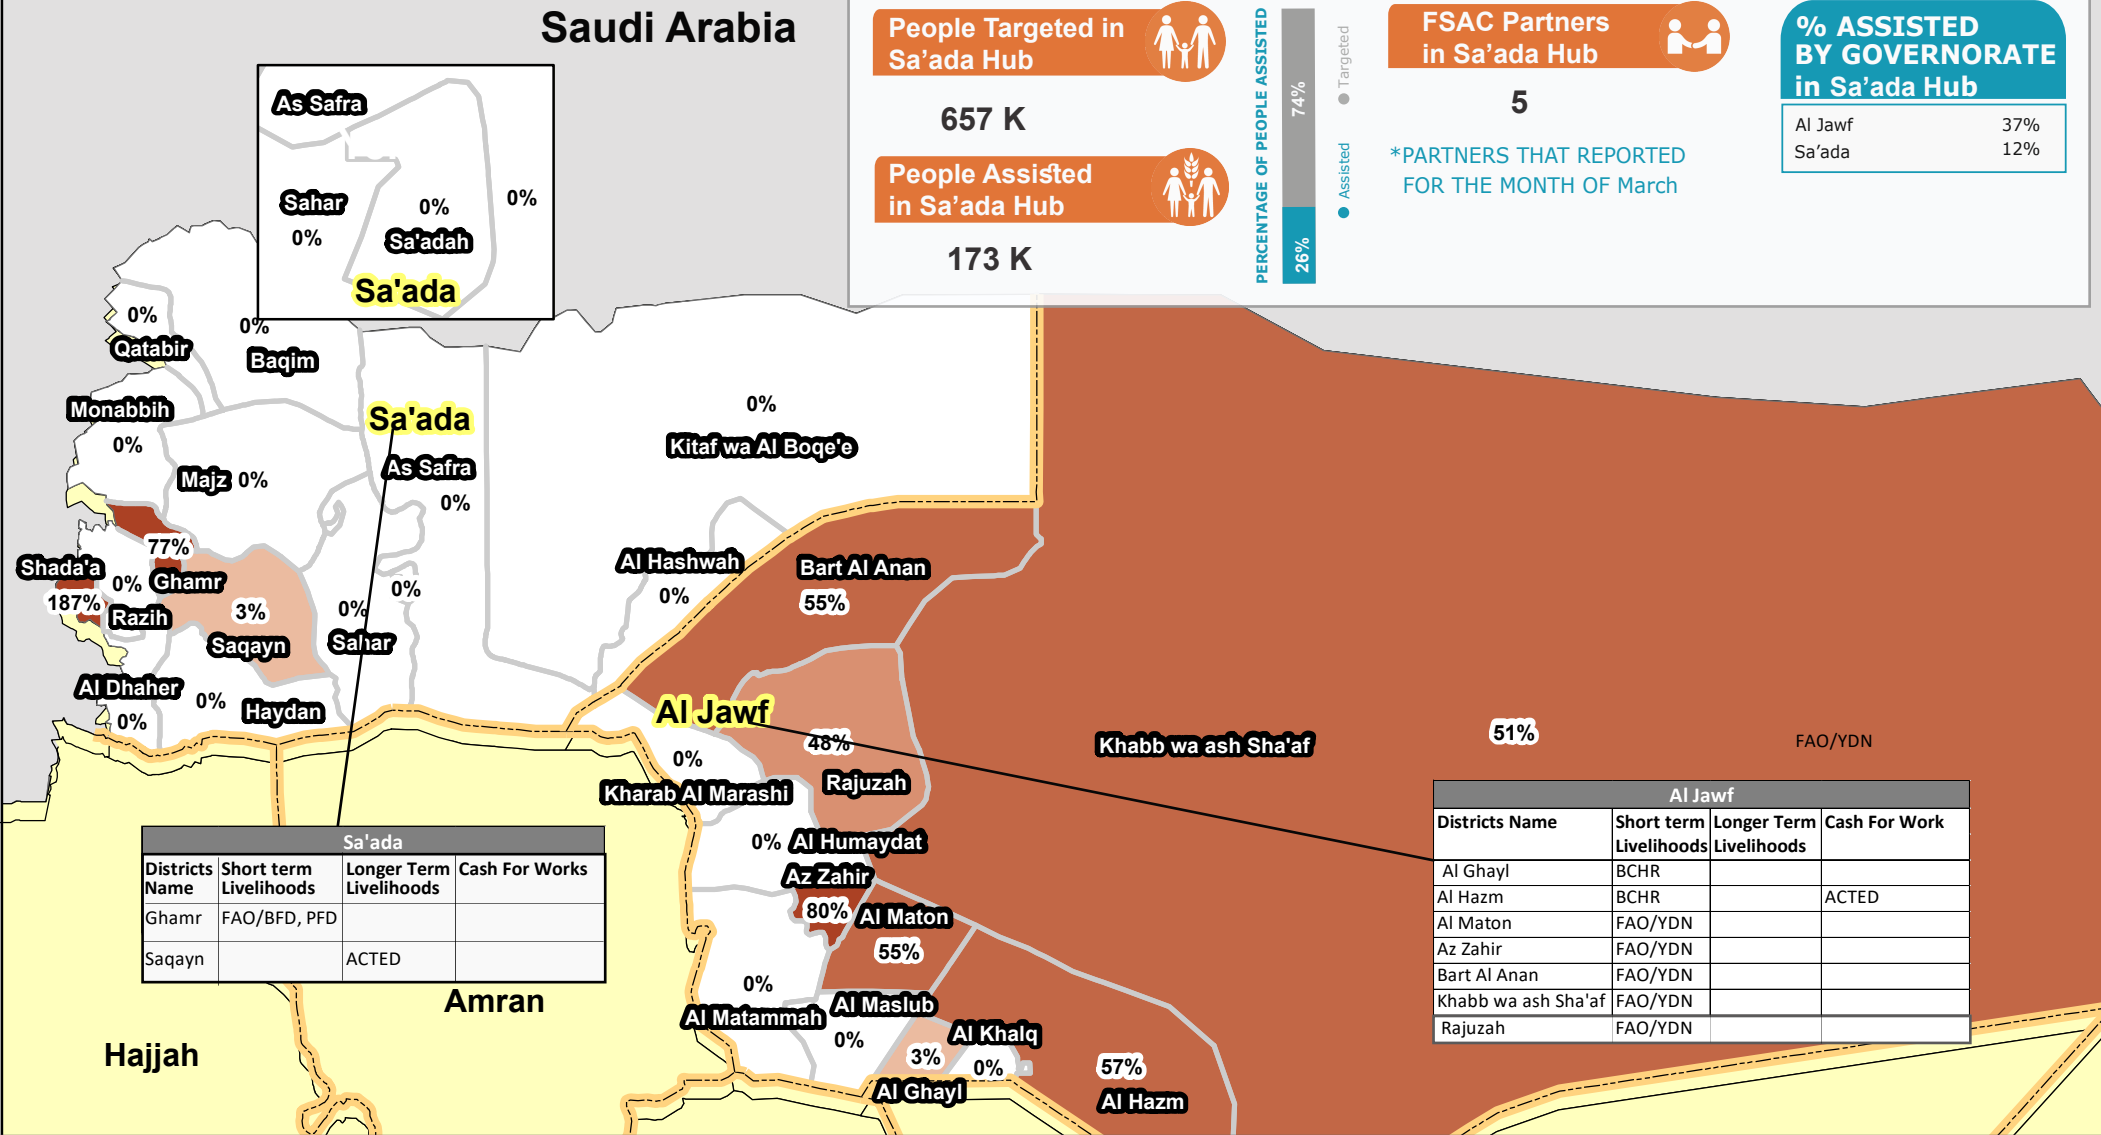 Saudi Arabia
People Targeted in
Sa'ada Hub
657 K
People Assisted
in Sa'ada Hub
173 K
PERCENTAGE OF PEOPLE ASSISTED
74%
26%
Targeted
Assisted
FSAC Partners
in Sa'ada Hub
5
*PARTNERS THAT REPORTED
FOR THE MONTH OF March
% ASSISTED
BY GOVERNORATE
in Sa'ada Hub
Al Jawf 37%
Sa'ada 12%
As Safra
Sahar
0%
0%
Sa'adah
0%
Sa'ada
0%
Qatabir
0%
Baqim
Monabbih
0%
Majz 0%
Sa'ada
As Safra
0%
0%
Kitaf wa Al Boqe'e
77%
Ghamr
Shada'a
187%
0%
Razih
3%
Saqayn
0%
Sahar
0%
Al Dhaher
0%
0%
Haydan
Al Hashwah
0%
Bart Al Anan
55%
Al Jawf
48%
Rajuzah
0%
Kharab Al Marashi
Khabb wa ash Sha'af
51%
FAO/YDN
0%
Al Humaydat
Az Zahir
80%
Al Maton
55%
0%
Al Matammah
Al Maslub
0%
Al Khalq
0%
3%
Al Ghayl
57%
Al Hazm
Sa'ada
Districts Name Short term Livelihoods Longer Term Livelihoods Cash For Works
Ghamr FAO/BFD, PFD
Saqayn ACTED
Al Jawf
Districts Name Short term Livelihoods Longer Term Livelihoods Cash For Work
Al Ghayl BCHR
Al Hazm BCHR ACTED
Al Maton FAO/YDN
Az Zahir FAO/YDN
Bart Al Anan FAO/YDN
Khabb wa ash Sha'af FAO/YDN
Rajuzah FAO/YDN
Amran
Hajjah